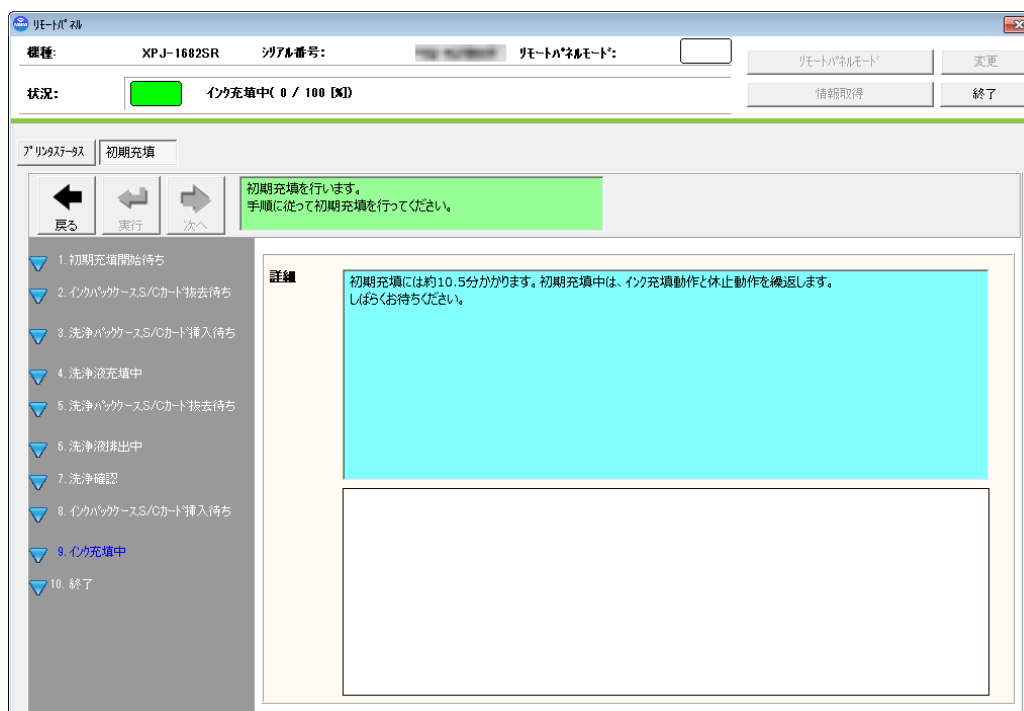 リモートパネル
機種: XPJ-1682SR シリアル番号: リモートパネルモード:
リモートパネルモード 変更
状況: インク充填中( 0 / 100 [%])
情報取得 終了
プリンタステータス 初期充填
戻る 実行 次へ
初期充填を行います。
手順に従って初期充填を行ってください。
1. 初期充填開始待ち
2. インクパックケース,S/Cカード抜去待ち
3. 洗浄パックケース,S/Cカード挿入待ち
4. 洗浄液充填中
5. 洗浄パックケース,S/Cカード抜去待ち
6. 洗浄液排出中
7. 洗浄確認
8. インクパックケース,S/Cカード挿入待ち
9. インク充填中
10. 終了
詳細
初期充填には約10.5分かかります。初期充填中は、インク充填動作と休止動作を繰返します。
しばらくお待ちください。